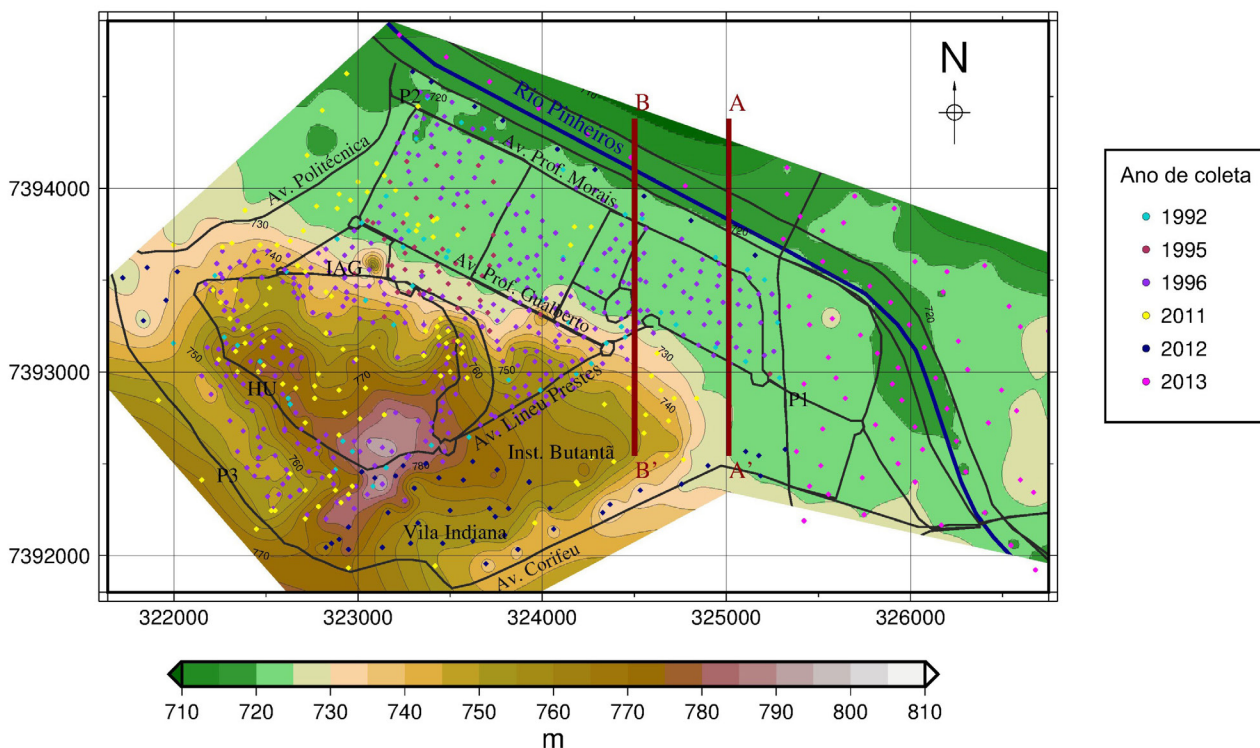 N
B
A
Rio Pinheiros
P2
720
Av. Prof. Morais
Av. Politécnica
7394000
730
720
740
IAG
Av. Prof. Gualberto
720
750
HU
770
760
750
730
7393000
740
P1
Av. Lineu Prestes
Inst. Butantã
P3
760
780
B'
A'
Vila Indiana
770
Av. Corifeu
7392000
322000 323000 324000 325000 326000
Ano de coleta
1992
1995
1996
2011
2012
2013
710 720 730 740 750 760 770 780 790 800 810
m